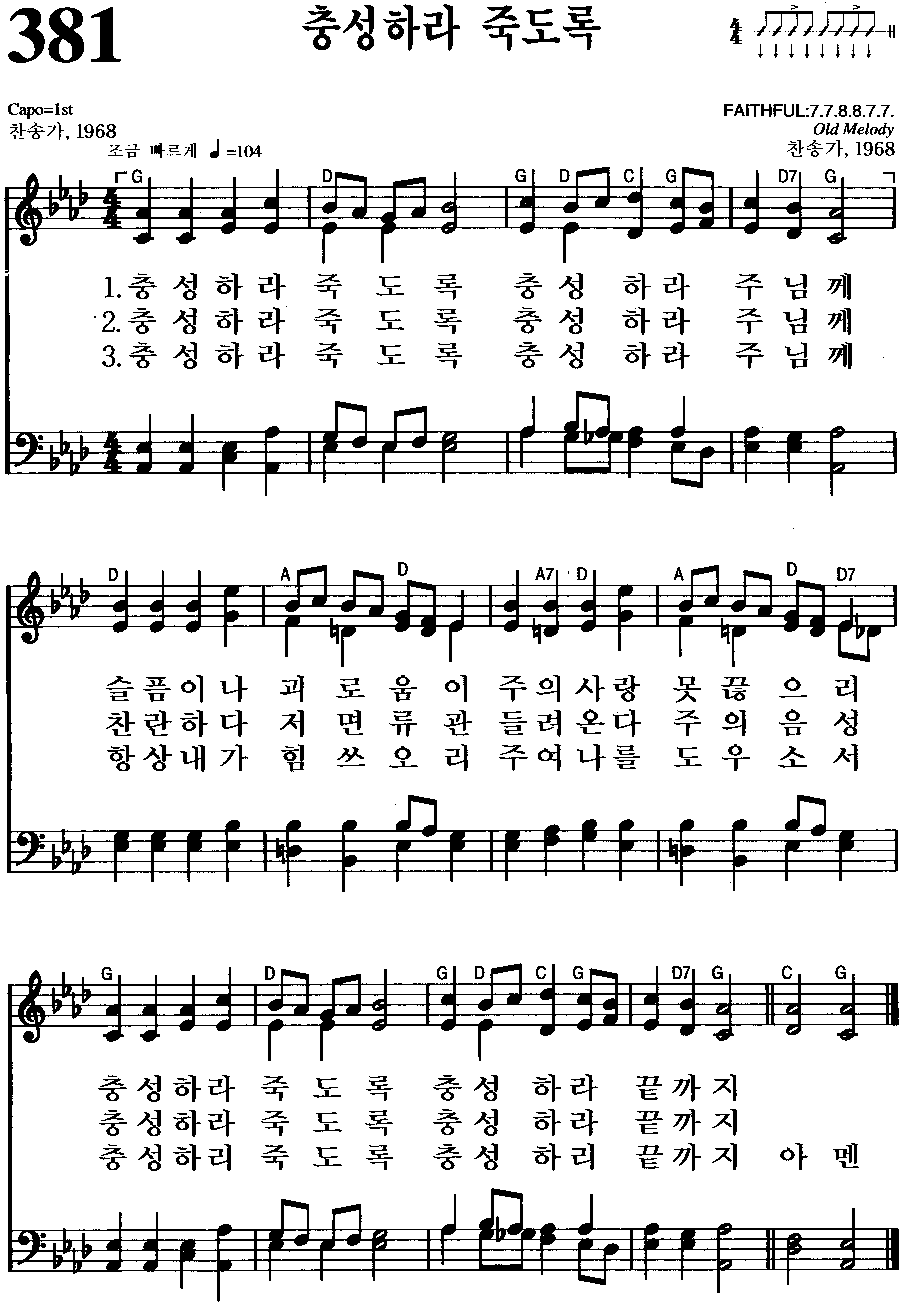 381
충성하라 죽도록
4/4
Capo=1st
찬송가, 1968
조금 빠르게 ♩=104
FAITHFUL:7.7.8.8.7.7.
Old Melody
찬송가, 1968
G D G D C G D7 G
1. 충성하라 죽도록 충성하라 주님께
2. 충성하라 죽도록 충성하라 주님께
3. 충성하라 죽도록 충성하라 주님께
D A D A7 D A D D7
슬픔이나 괴로움이 주의사랑 못끊으리
찬란하다 저면류관 들려온다 주의음성
항상내가 힘쓰오리 주여나를 도우소서
G D G D C G D7 G C G
충성하라 죽도록 충성하라 끝까지
충성하라 죽도록 충성하라 끝까지
충성하리 죽도록 충성하리 끝까지 아멘